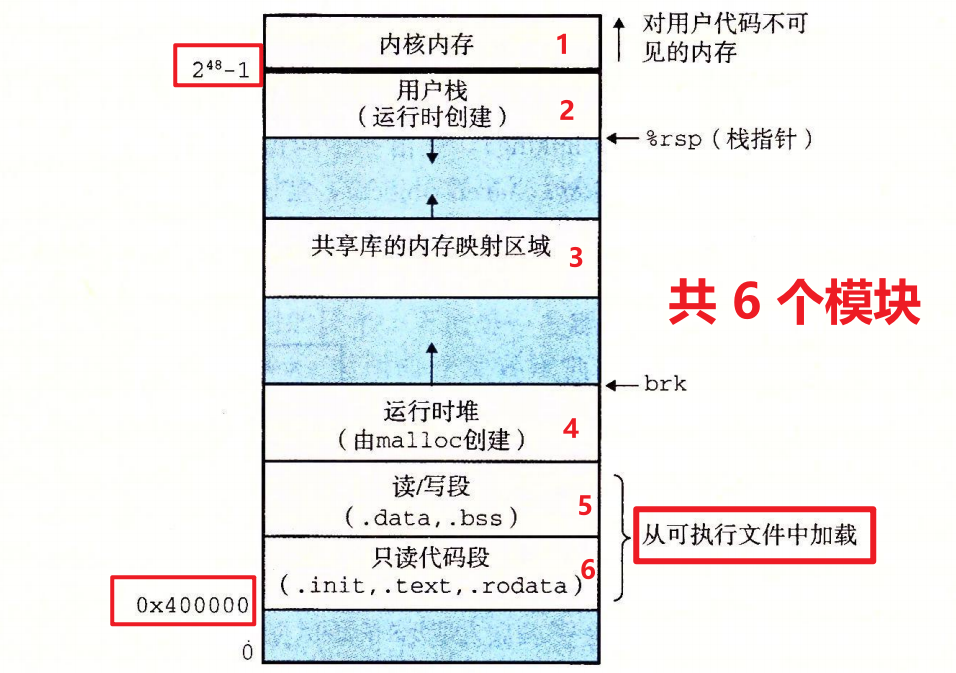 对用户代码不可
见的内存
内核内存 1
2⁴⁸-1
用户栈
(运行时创建) 2
%rsp(栈指针)
共享库的内存映射区域 3
共 6 个模块
brk
运行时堆
(由malloc创建) 4
读/写段
(.data,.bss) 5
从可执行文件中加载
只读代码段
(.init,.text,.rodata) 6
0x400000
0